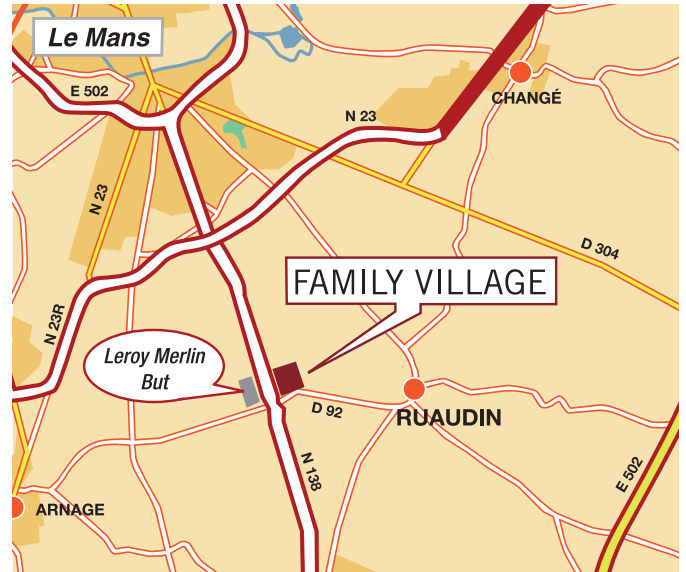 Le Mans
E 502
CHANGÉ
N 23
N 23
D 304
FAMILY VILLAGE
N 23R
Leroy Merlin
But
D 92
RUAUDIN
N 138
E 502
ARNAGE